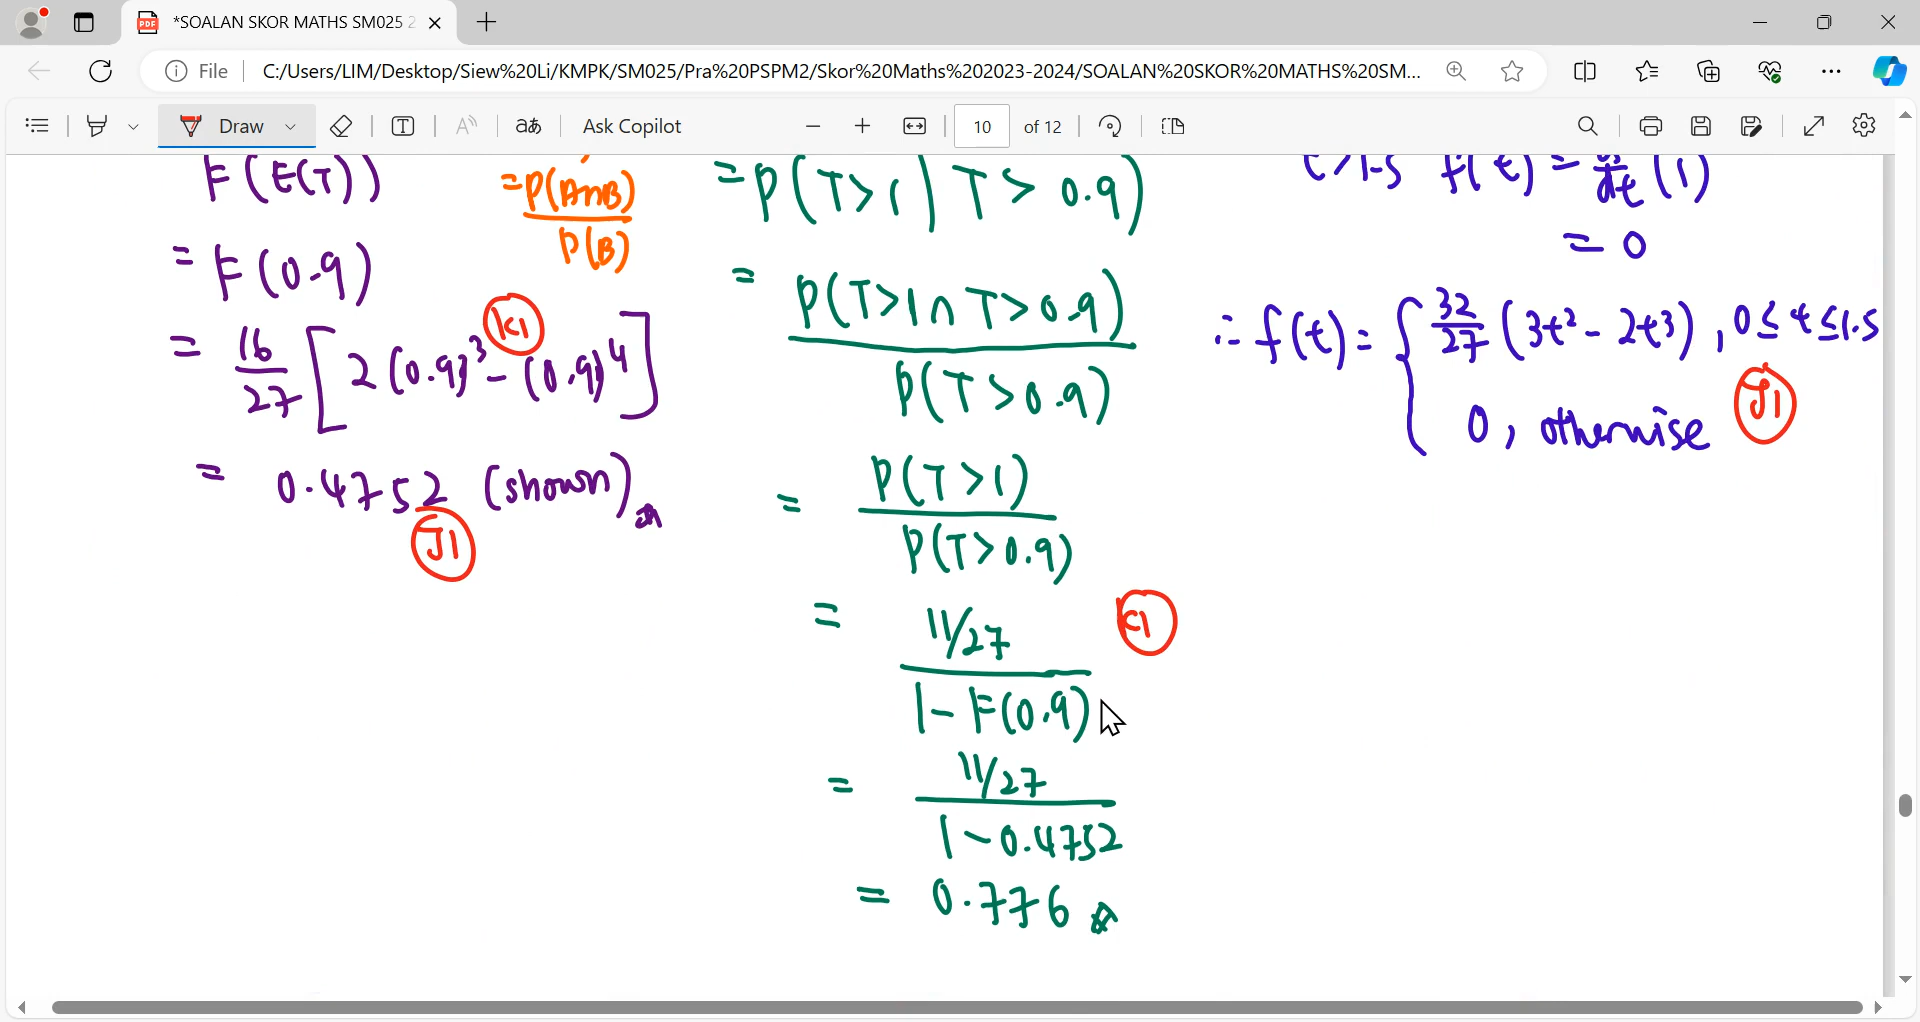 *SOALAN SKOR MATHS SM025 2
File
C:/Users/LIM/Desktop/Siew%20Li/KMPK/SM025/Pra%20PSPM2/Skor%20Maths%202023-2024/SOALAN%20SKOR%20MATHS%20SM...
Draw
Ask Copilot
10 of 12
F(E(T))
= F(0.9)
= 16/27 [2(0.9)³ - (0.9)⁴]
K1
= 0.4752 (shown)
J1
= P(A∩B)
P(B)
= P(T>1 | T>0.9)
= P(T>1 ∩ T>0.9)
P(T>0.9)
= P(T>1)
P(T>0.9)
= 11/27
K1
1 - F(0.9)
= 11/27
1 - 0.4752
= 0.776
t>1.5 f(t) = d/dt (1)
= 0
∴ f(t) = { 32/27 (3t² - 2t³), 0 ≤ t ≤ 1.5
0, otherwise
J1